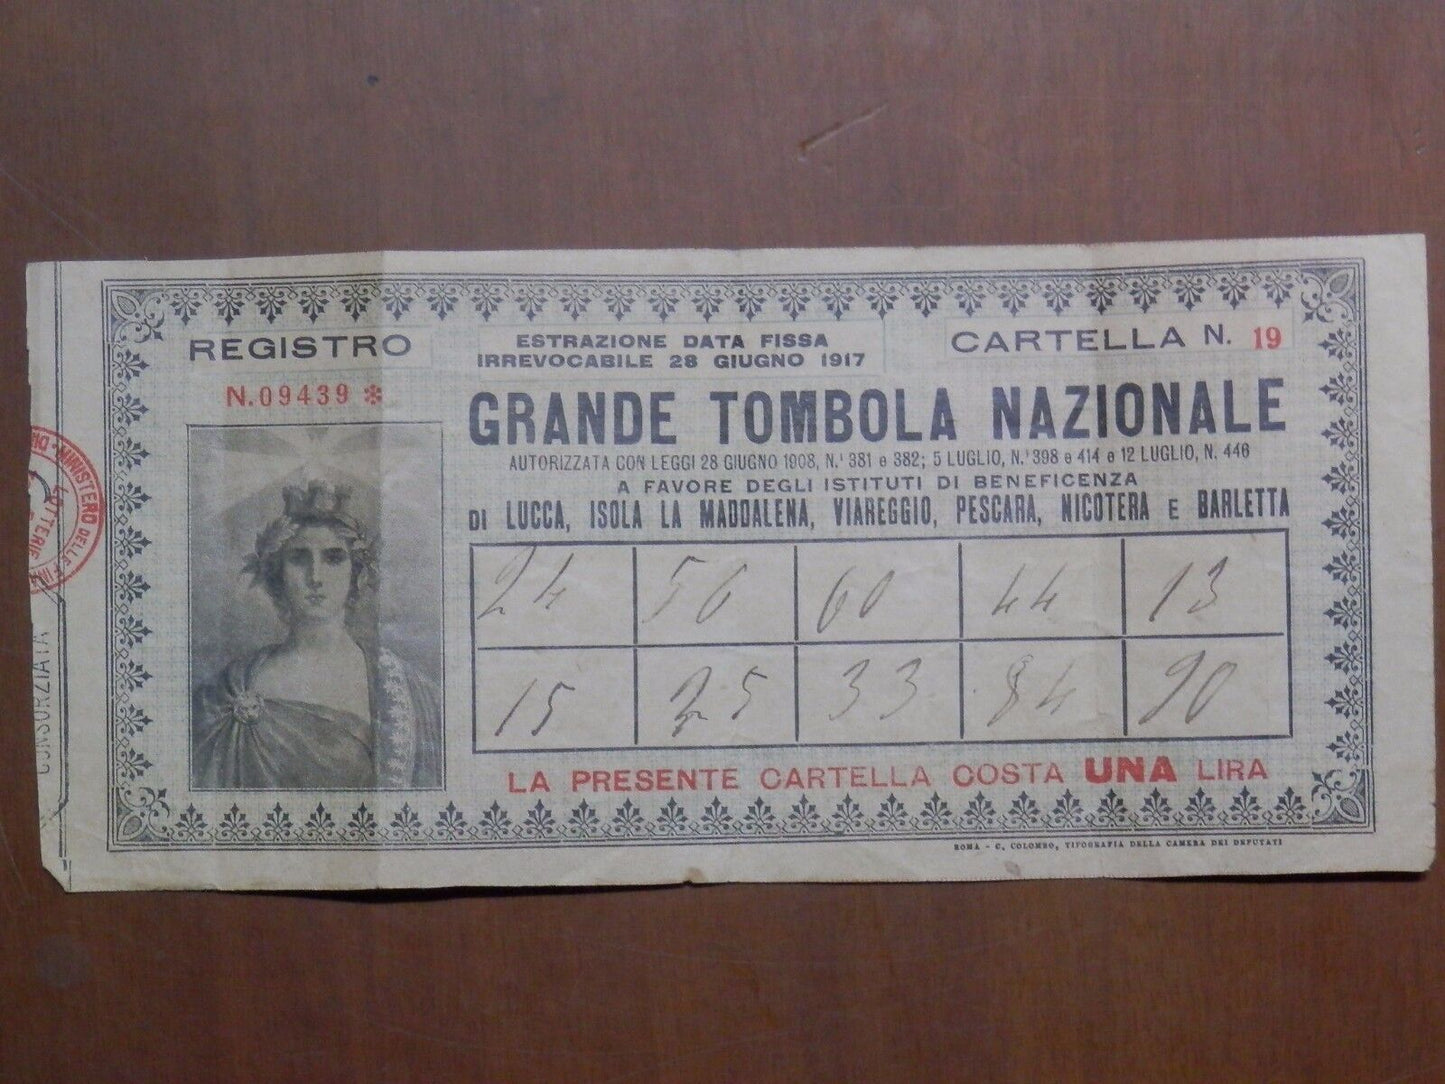 REGISTRO
N. 09439 *
ESTRAZIONE DATA FISSA
IRREVOCABILE 28 GIUGNO 1917
CARTELLA N. 19
GRANDE TOMBOLA NAZIONALE
AUTORIZZATA CON LEGGI 28 GIUGNO 1908, N.ⁱ 381 e 382; 5 LUGLIO, N.ⁱ 398 e 414 e 12 LUGLIO, N. 446
A FAVORE DEGLI ISTITUTI DI BENEFICENZA
DI LUCCA, ISOLA LA MADDALENA, VIAREGGIO, PESCARA, NICOTERA E BARLETTA
24 56 60 44 13
15 25 33 84 90
LA PRESENTE CARTELLA COSTA UNA LIRA
ROMA - C. COLOMBO, TIPOGRAFIA DELLA CAMERA DEI DEPUTATI
MINISTERO DELLE
LOTTERIE
CONSORZIATA